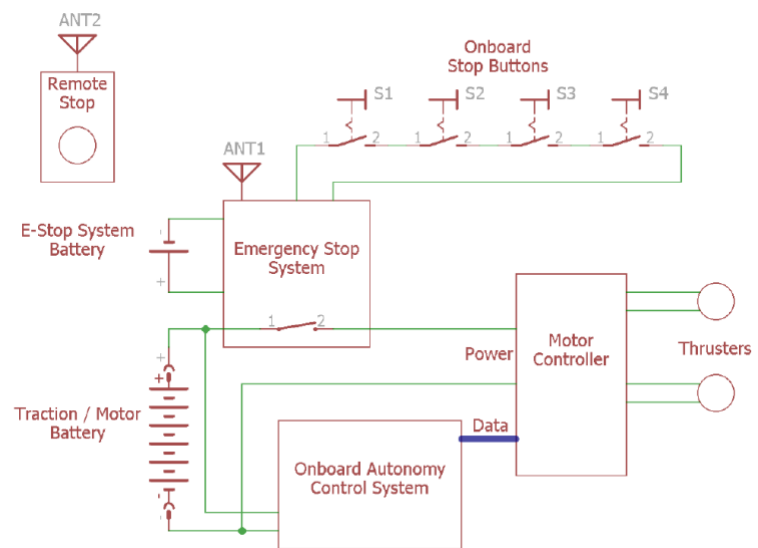 ANT2
Remote
Stop
Onboard
Stop Buttons
S1 S2 S3 S4
1 2 1 2 1 2 1 2
ANT1
E-Stop System
Battery
-
+
Emergency Stop
System
1 2
Motor
Controller
Power
Thrusters
+
+
Traction / Motor
Battery
-
-
Data
Onboard Autonomy
Control System